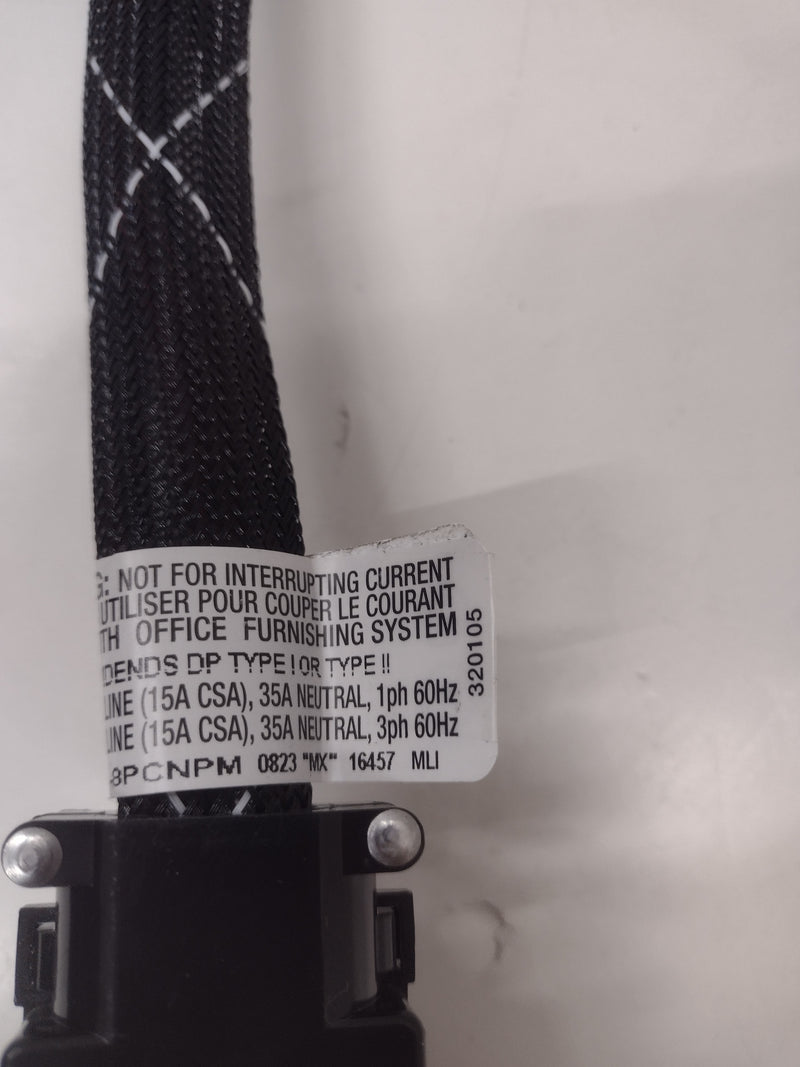 G: NOT FOR INTERRUPTING CURRENT
UTILISER POUR COUPER LE COURANT
TH OFFICE FURNISHING SYSTEM
DENDS DP TYPE I OR TYPE II
LINE (15A CSA), 35A NEUTRAL, 1ph 60Hz
LINE (15A CSA), 35A NEUTRAL, 3ph 60Hz
-8PCNPM 0823 "MX" 16457 MLI
320105